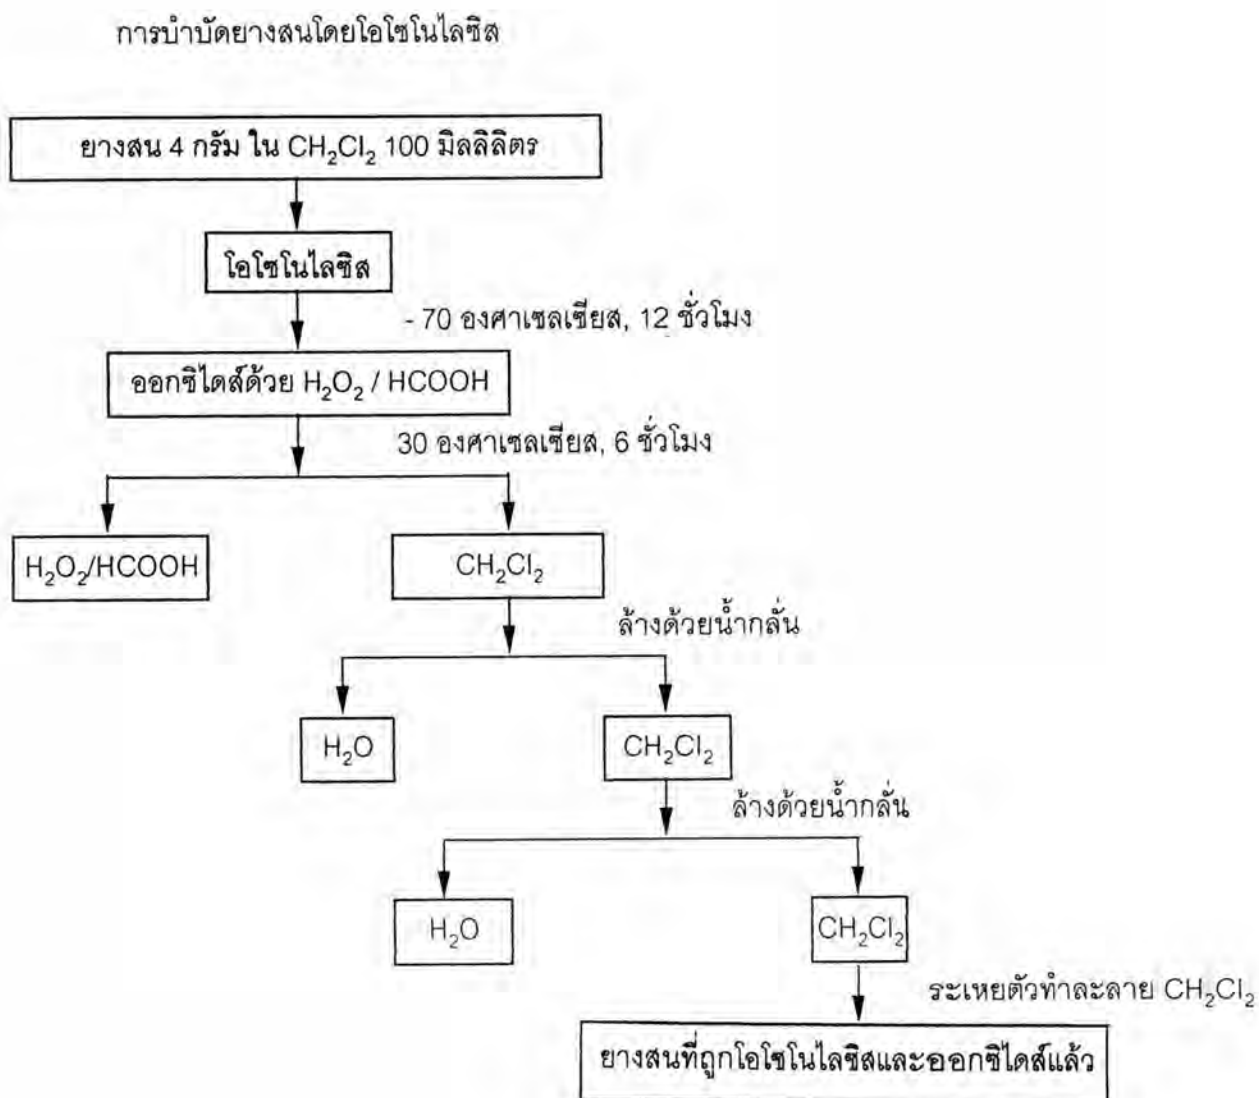 การบำบัดยางสนโดยโอโซโนไลซิส
ยางสน 4 กรัม ใน CH₂Cl₂ 100 มิลลิลิตร
โอโซโนไลซิส
- 70 องศาเซลเซียส, 12 ชั่วโมง
ออกซิไดส์ด้วย H₂O₂ / HCOOH
30 องศาเซลเซียส, 6 ชั่วโมง
H₂O₂/HCOOH
CH₂Cl₂
ล้างด้วยน้ำกลั่น
H₂O
CH₂Cl₂
ล้างด้วยน้ำกลั่น
H₂O
CH₂Cl₂
ระเหยตัวทำละลาย CH₂Cl₂
ยางสนที่ถูกโอโซโนไลซิสและออกซิไดส์แล้ว